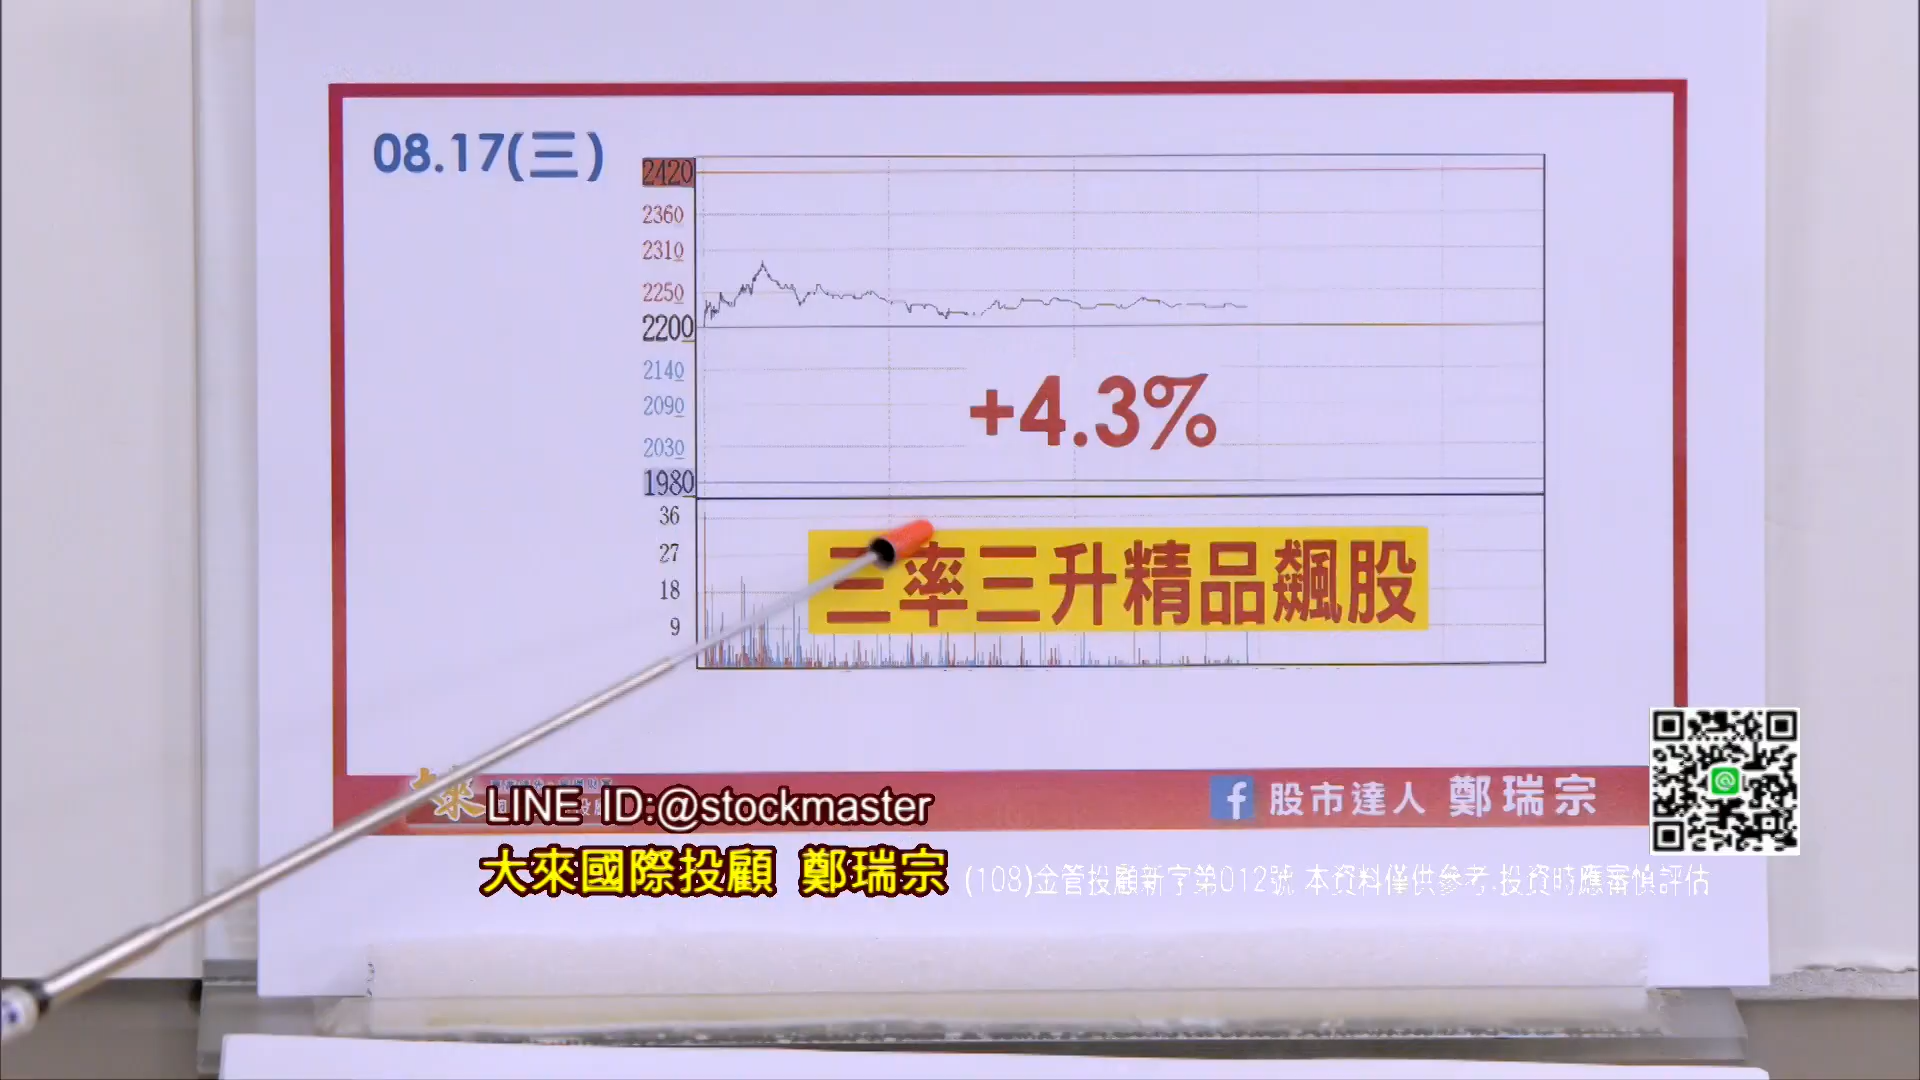 08.17(三)
2420
2360
2310
2250
2200
2140
2090
2030
1980
+4.3%
36
27
18
9
三率三升精品飆股
大來
股市達人 鄭瑞宗
LINE ID:@stockmaster
大來國際投顧 鄭瑞宗
(108)金管投顧新字第012號 本資料僅供參考.投資時應審慎評估